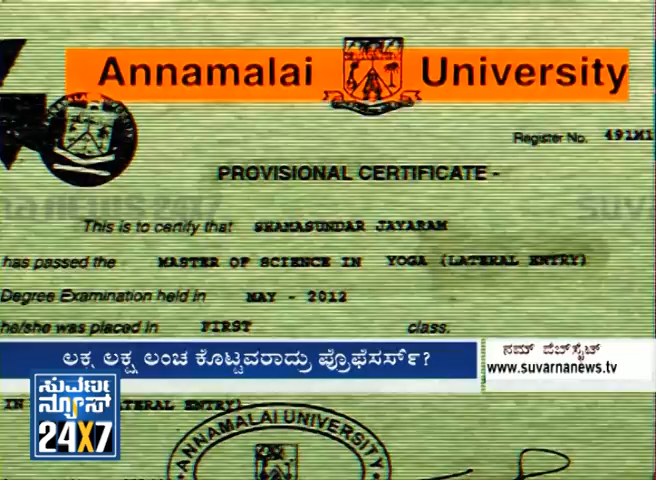 Annamalai University
Register No. 491M1
PROVISIONAL CERTIFICATE -
This is to certify that SHAMASUNDAR JAYARAM
has passed the MASTER OF SCIENCE IN YOGA (LATERAL ENTRY)
Degree Examination held in MAY - 2012
he/she was placed in FIRST class.
ಲಕ್ಷ ಲಕ್ಷ ಲಂಚ ಕೊಟ್ಟವರಾದ್ರು ಪ್ರೊಫೆಸರ್ಸ್?
ನಮ್ ವೆಬ್‌ಸೈಟ್
www.suvarnanews.tv
ಸುವರ್ಣ
ನ್ಯೂಸ್
24X7
IN LATERAL ENTRY)
ANNAMALAI UNIVERSITY